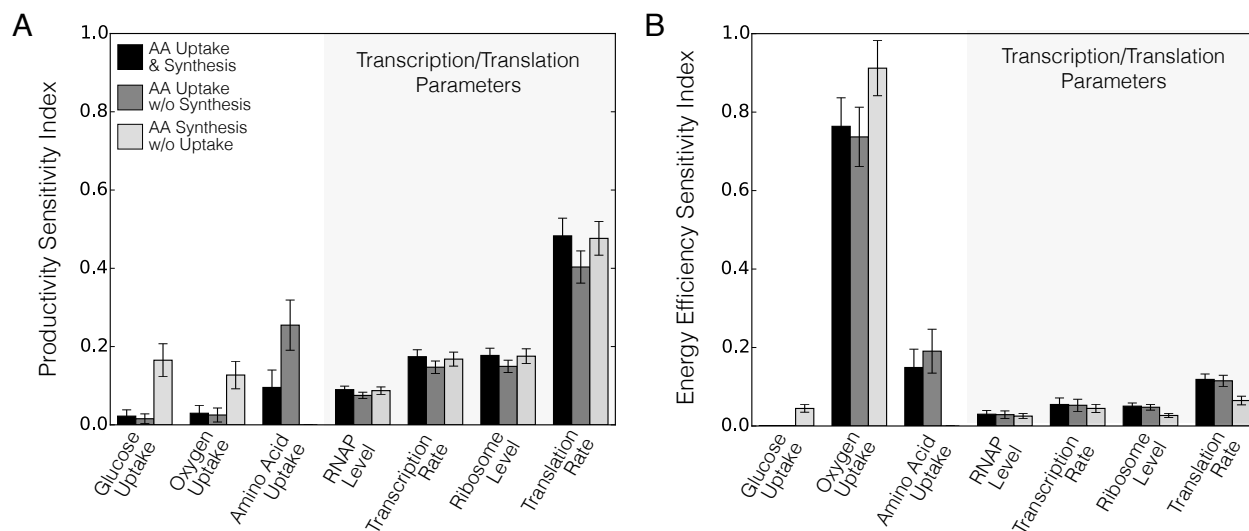 A
Productivity Sensitivity Index
1.0
0.8
0.6
0.4
0.2
0.0
AA Uptake
& Synthesis
AA Uptake
w/o Synthesis
AA Synthesis
w/o Uptake
Transcription/Translation
Parameters
Glucose
Uptake
Oxygen
Uptake
Amino Acid
Uptake
RNAP
Level
Transcription
Rate
Ribosome
Level
Translation
Rate
B
Energy Efficiency Sensitivity Index
1.0
0.8
0.6
0.4
0.2
0.0
Transcription/Translation
Parameters
Glucose
Uptake
Oxygen
Uptake
Amino Acid
Uptake
RNAP
Level
Transcription
Rate
Ribosome
Level
Translation
Rate